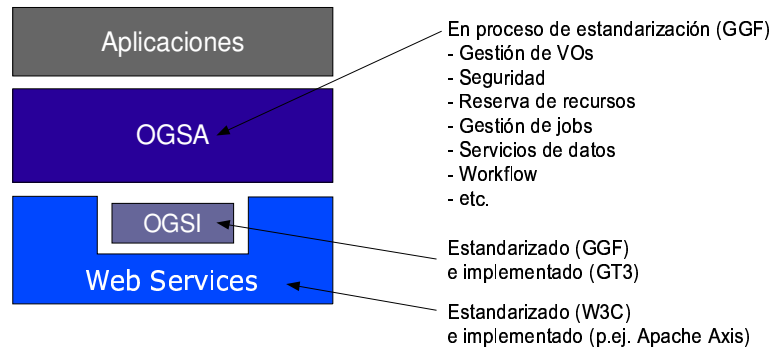 Aplicaciones
OGSA
OGSI
Web Services
En proceso de estandarización (GGF)
- Gestión de VOs
- Seguridad
- Reserva de recursos
- Gestión de jobs
- Servicios de datos
- Workflow
- etc.
Estandarizado (GGF)
e implementado (GT3)
Estandarizado (W3C)
e implementado (p.ej. Apache Axis)